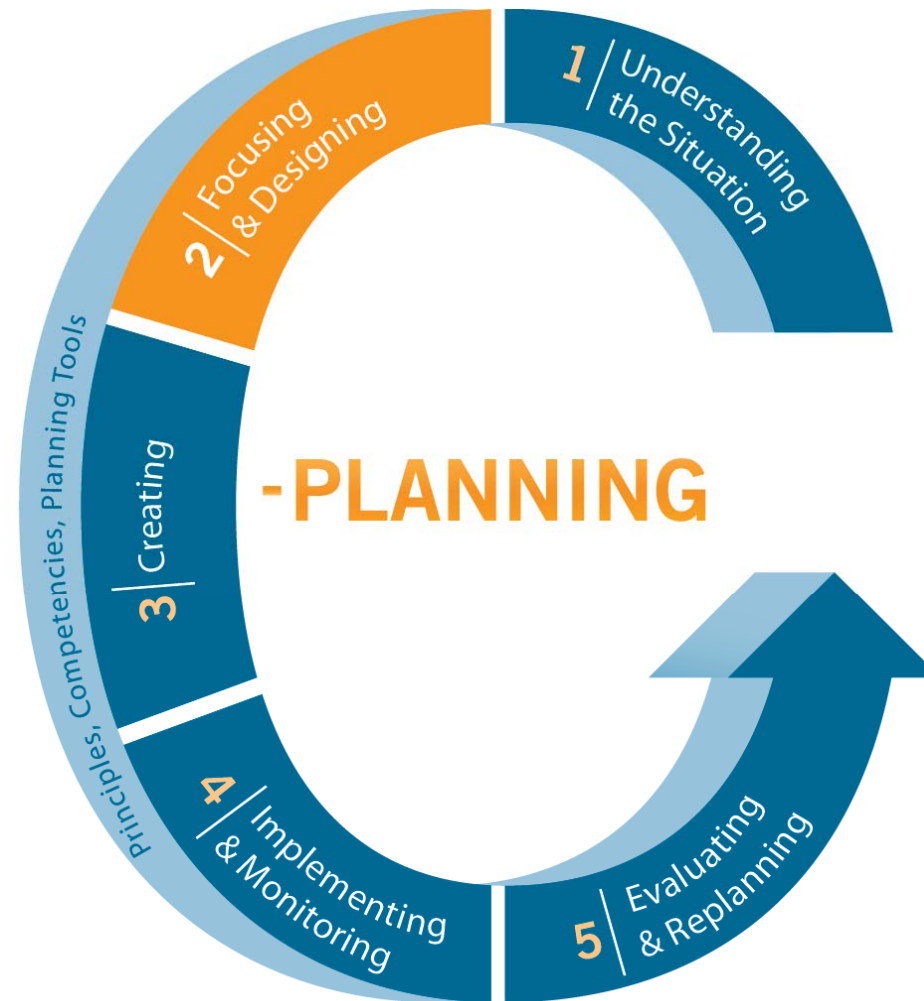 1
Understanding
the Situation
2
Focusing
& Designing
3
Creating
4
Implementing
& Monitoring
5
Evaluating
& Replanning
Principles, Competencies, Planning Tools
C-PLANNING